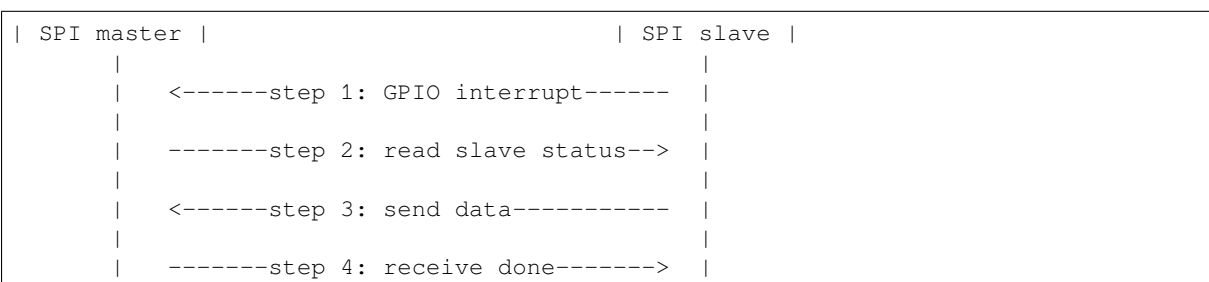 | SPI master |                             | SPI slave |
       |                                         |
       |   <------step 1: GPIO interrupt------   |
       |                                         |
       |   -------step 2: read slave status-->   |
       |                                         |
       |   <------step 3: send data-----------   |
       |                                         |
       |   -------step 4: receive done------->   |